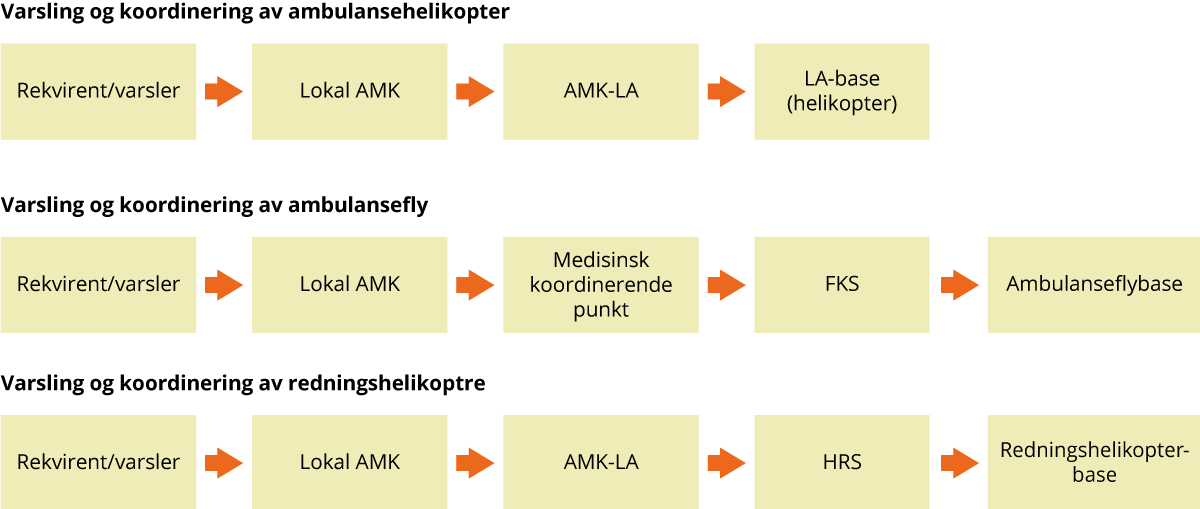 Varsling og koordinering av ambulansehelikopter
Rekvirent/varsler
Lokal AMK
AMK-LA
LA-base
(helikopter)
Varsling og koordinering av ambulansefly
Rekvirent/varsler
Lokal AMK
Medisinsk
koordinerende
punkt
FKS
Ambulanseflybase
Varsling og koordinering av redningshelikoptre
Rekvirent/varsler
Lokal AMK
AMK-LA
HRS
Redningshelikopter-
base